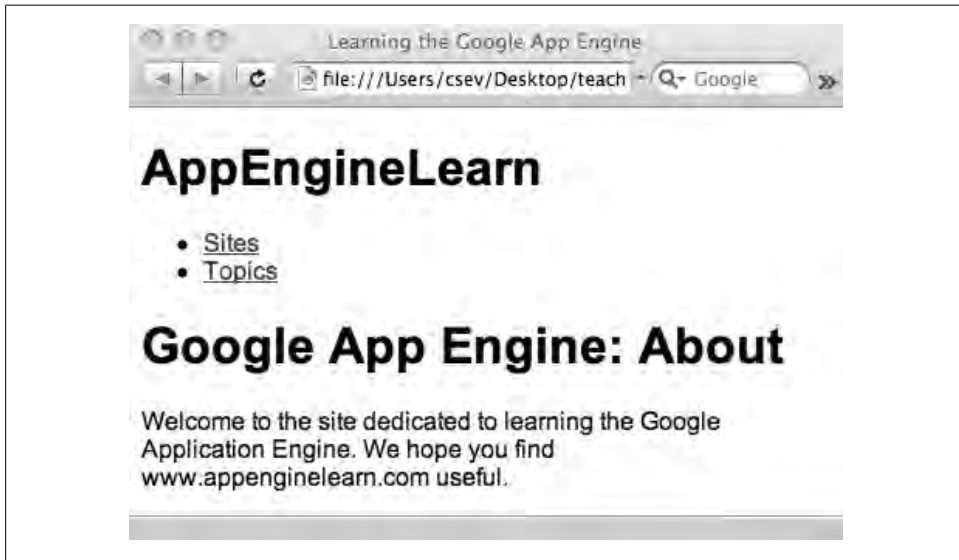 Learning the Google App Engine
file:///Users/csev/Desktop/teach Google
AppEngineLearn
• Sites
• Topics
Google App Engine: About
Welcome to the site dedicated to learning the Google
Application Engine. We hope you find
www.appenginelearn.com useful.